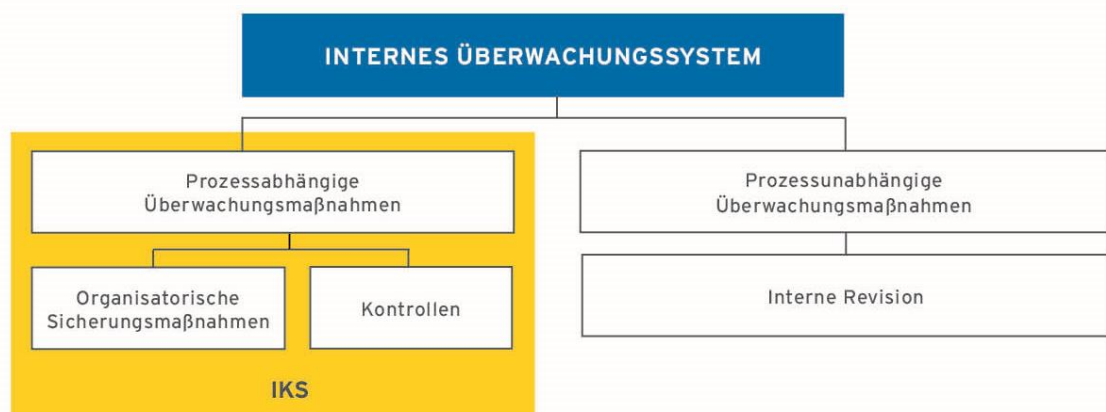 INTERNES ÜBERWACHUNGSSYSTEM
Prozessabhängige
Überwachungsmaßnahmen
Prozessunabhängige
Überwachungsmaßnahmen
Organisatorische
Sicherungsmaßnahmen
Kontrollen
Interne Revision
IKS